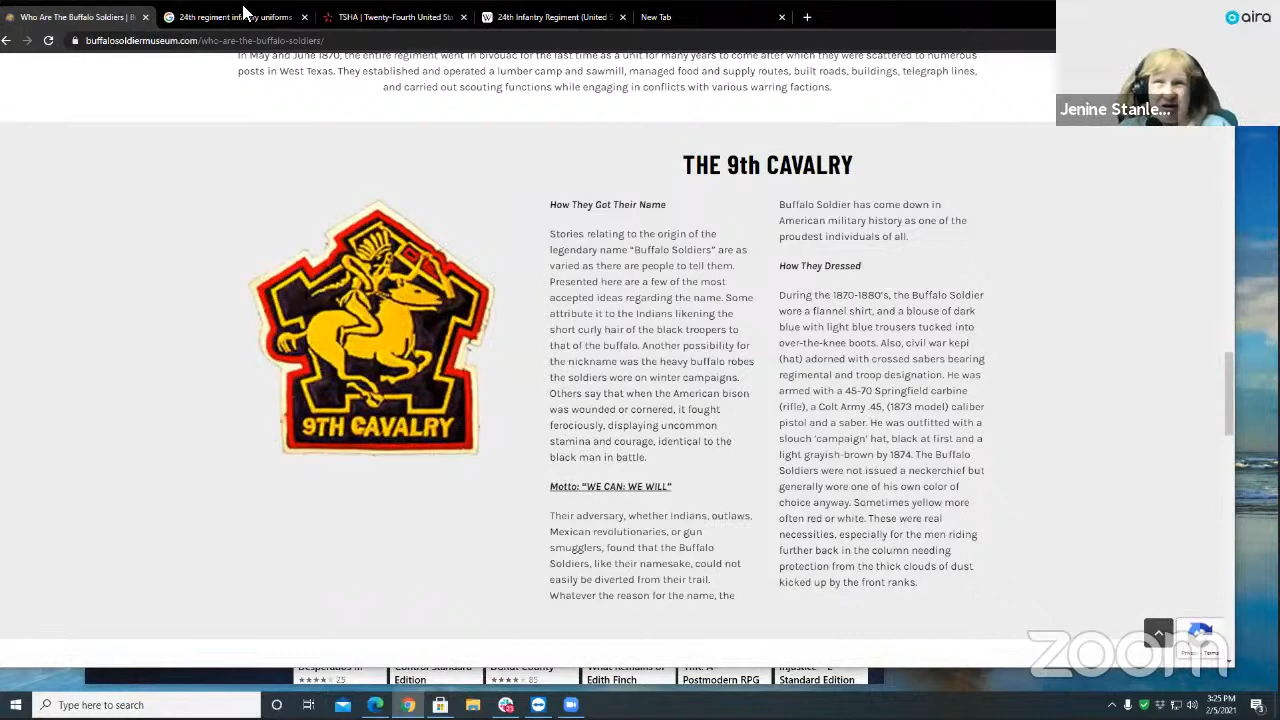 Who Are The Buffalo Soldiers | B
24th regiment infantry uniforms
TSHA | Twenty-Fourth United Sta
24th Infantry Regiment (United S
New Tab
aira
buffalosoldiermuseum.com/who-are-the-buffalo-soldiers/
In May and June 1870, the entire regiment went in bivouac for the last time as a unit for many years to come after which they were scattered to numerous
posts in West Texas. They established and operated a lumber camp and sawmill, managed food and supply routes, built roads, buildings, telegraph lines,
and carried out scouting functions while engaging in conflicts with various warring factions.
Jenine Stanle...
THE 9th CAVALRY
9TH CAVALRY
How They Got Their Name
Stories relating to the origin of the
legendary name “Buffalo Soldiers” are as
varied as there are people to tell them.
Presented here are a few of the most
accepted ideas regarding the name. Some
attribute it to the Indians likening the
short curly hair of the black troopers to
that of the buffalo. Another possibility for
the nickname was the heavy buffalo robes
the soldiers wore on winter campaigns.
Others say that when the American bison
was wounded or cornered, it fought
ferociously, displaying uncommon
stamina and courage, identical to the
black man in battle.
Motto: “WE CAN: WE WILL”
Their adversary, whether Indians, outlaws,
Mexican revolutionaries, or gun
smugglers, found that the Buffalo
Soldiers, like their namesake, could not
easily be diverted from their trail.
Whatever the reason for the name, the
Buffalo Soldier has come down in
American military history as one of the
proudest individuals of all.
How They Dressed
During the 1870-1880’s, the Buffalo Soldier
wore a flannel shirt, and a blouse of dark
blue with light blue trousers tucked into
over-the-knee boots. Also, civil war kepi
(hat) adorned with crossed sabers bearing
regimental and troop designation. He was
armed with a 45-70 Springfield carbine
(rifle), a Colt Army .45, (1873 model) caliber
pistol and a saber. He was outfitted with a
slouch ‘campaign’ hat, black at first and a
light grayish-brown by 1874. The Buffalo
Soldiers were not issued a neckerchief but
generally wore one of his own color of
choice anyway. Sometimes yellow more
often red or white. These were real
necessities, especially for the men riding
further back in the column needing
protection from the thick clouds of dust
kicked up by the front ranks.
Terms
zoom
Control Standard
Edition
Donut County
85
What Remains of
Edith Finch
Postmodern RPG
Injustice™ 2
Standard Edition
25
Type here to search
3:25 PM
2/5/2021
3